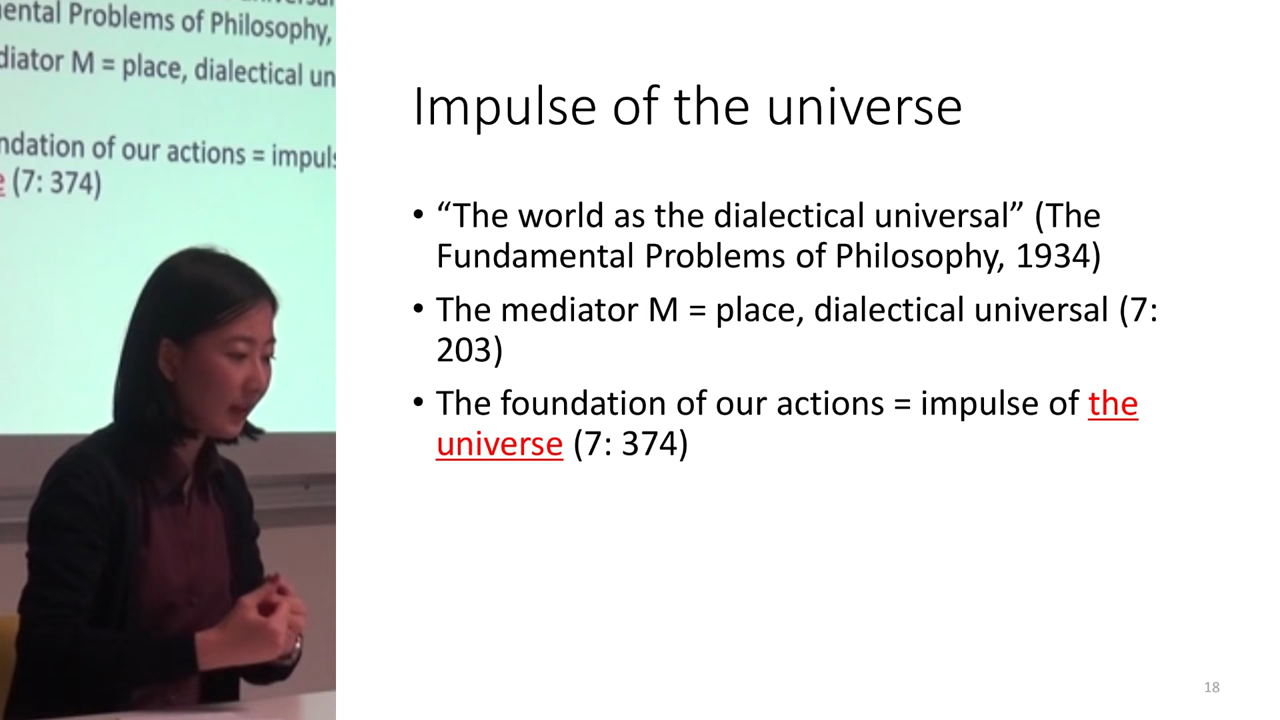 ental Problems of Philosophy,
diator M = place, dialectical un
ndation of our actions = impuls
(7: 374)
Impulse of the universe
• “The world as the dialectical universal” (The
Fundamental Problems of Philosophy, 1934)
• The mediator M = place, dialectical universal (7:
203)
• The foundation of our actions = impulse of the
universe (7: 374)
18